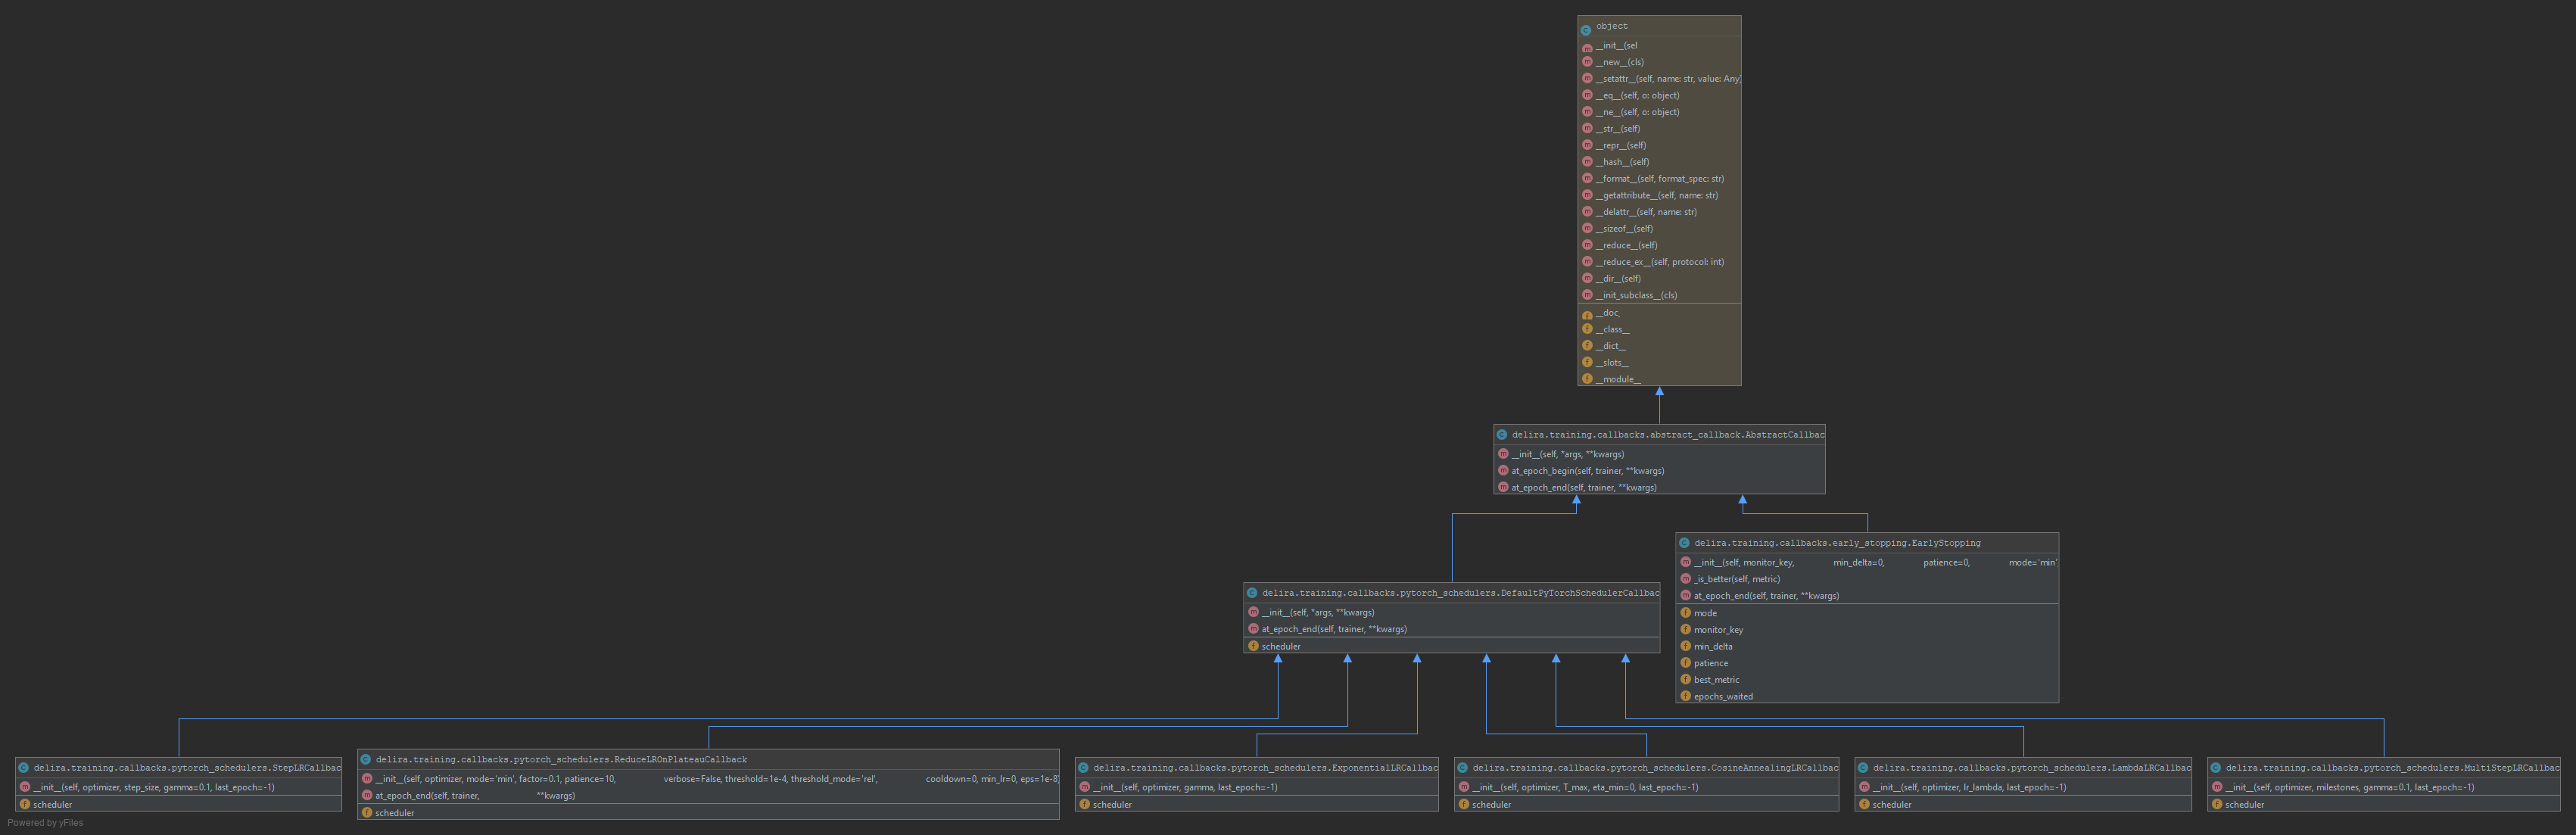 object
__init__(sel
__new__(cls)
__setattr__(self, name: str, value: Any)
__eq__(self, o: object)
__ne__(self, o: object)
__str__(self)
__repr__(self)
__hash__(self)
__format__(self, format_spec: str)
__getattribute__(self, name: str)
__delattr__(self, name: str)
__sizeof__(self)
__reduce__(self)
__reduce_ex__(self, protocol: int)
__dir__(self)
__init_subclass__(cls)
__doc_
__class__
__dict__
__slots__
__module__
delira.training.callbacks.abstract_callback.AbstractCallbac
__init__(self, *args, **kwargs)
at_epoch_begin(self, trainer, **kwargs)
at_epoch_end(self, trainer, **kwargs)
delira.training.callbacks.early_stopping.EarlyStopping
__init__(self, monitor_key, min_delta=0, patience=0, mode='min'
_is_better(self, metric)
at_epoch_end(self, trainer, **kwargs)
mode
monitor_key
min_delta
patience
best_metric
epochs_waited
delira.training.callbacks.pytorch_schedulers.DefaultPyTorchSchedulerCallbac
__init__(self, *args, **kwargs)
at_epoch_end(self, trainer, **kwargs)
scheduler
delira.training.callbacks.pytorch_schedulers.StepLRCallbac
__init__(self, optimizer, step_size, gamma=0.1, last_epoch=-1)
scheduler
delira.training.callbacks.pytorch_schedulers.ReduceLROnPlateauCallback
__init__(self, optimizer, mode='min', factor=0.1, patience=10, verbose=False, threshold=1e-4, threshold_mode='rel', cooldown=0, min_lr=0, eps=1e-8)
at_epoch_end(self, trainer, **kwargs)
scheduler
delira.training.callbacks.pytorch_schedulers.ExponentialLRCallbac
__init__(self, optimizer, gamma, last_epoch=-1)
scheduler
delira.training.callbacks.pytorch_schedulers.CosineAnnealingLRCallbac
__init__(self, optimizer, T_max, eta_min=0, last_epoch=-1)
scheduler
delira.training.callbacks.pytorch_schedulers.LambdaLRCallbac
__init__(self, optimizer, lr_lambda, last_epoch=-1)
scheduler
delira.training.callbacks.pytorch_schedulers.MultiStepLRCallbac
__init__(self, optimizer, milestones, gamma=0.1, last_epoch=-1)
scheduler
Powered by yFiles